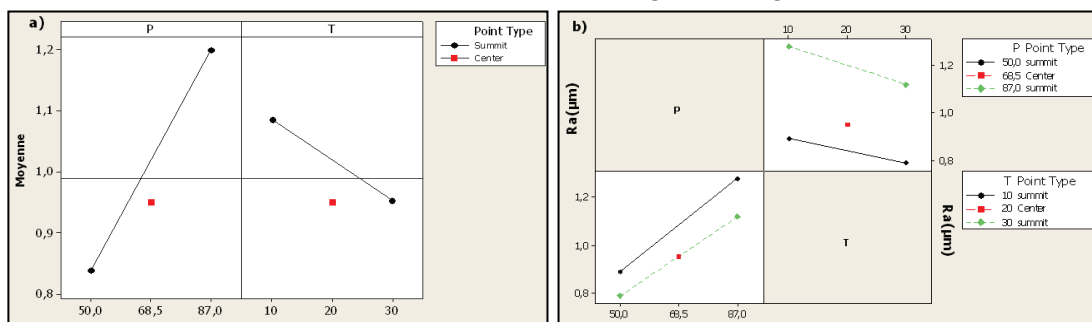 a)
P T
Point Type
Summit
Center
Moyenne
1,2
1,1
1,0
0,9
0,8
50,0 68,5 87,0 10 20 30
b)
10 20 30
P Point Type
50,0 summit
68,5 Center
87,0 summit
1,2
1,0
0,8
Ra(µm)
P
T Point Type
10 summit
20 Center
30 summit
Ra(µm)
1,2
1,0
0,8
T
50,0 68,5 87,0